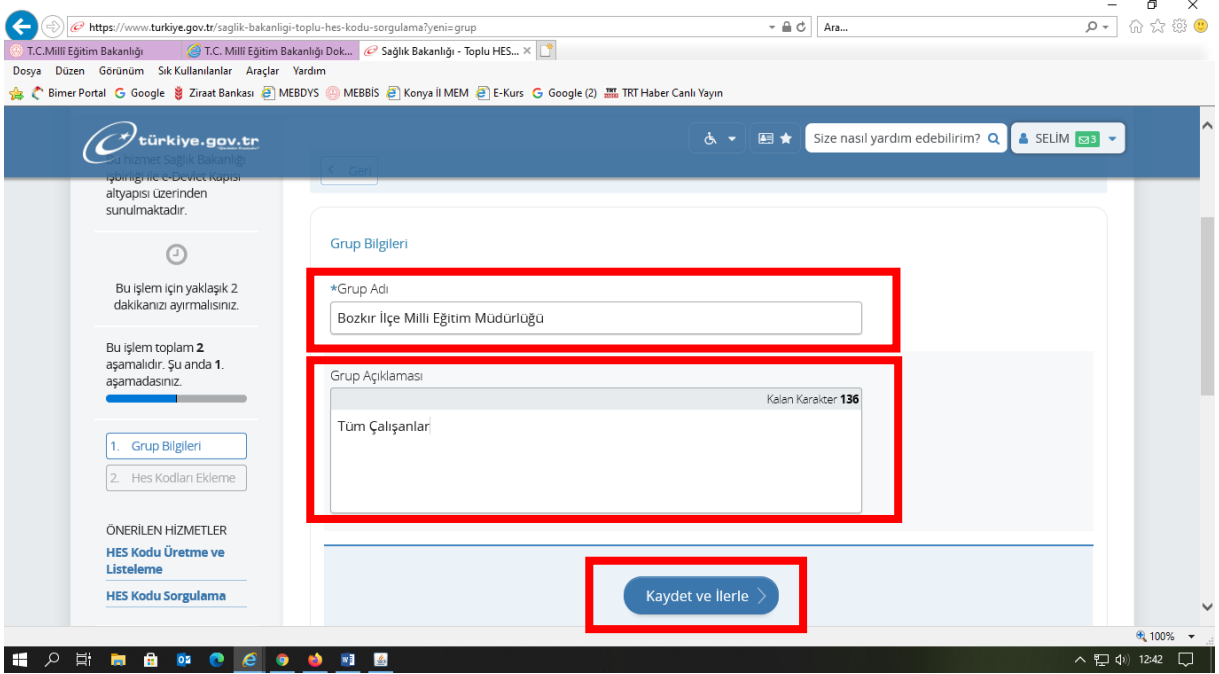 https://www.turkiye.gov.tr/saglik-bakanligi-toplu-hes-kodu-sorgulama?yeni=grup
Ara...
T.C.Millî Eğitim Bakanlığı
T.C. Millî Eğitim Bakanlığı Dok...
Sağlık Bakanlığı - Toplu HES...
Dosya Düzen Görünüm Sık Kullanılanlar Araçlar Yardım
Bimer Portal Google Ziraat Bankası MEBDYS MEBBİS Konya İl MEM E-Kurs Google (2) TRT Haber Canlı Yayın
türkiye.gov.tr
Size nasıl yardım edebilirim?
SELİM 3
Bu hizmet Sağlık Bakanlığı
işbirliği ile e-Devlet Kapısı
altyapısı üzerinden
sunulmaktadır.
Bu işlem için yaklaşık 2
dakikanızı ayırmalısınız.
Bu işlem toplam 2
aşamalıdır. Şu anda 1.
aşamadasınız.
1. Grup Bilgileri
2. Hes Kodları Ekleme
ÖNERİLEN HİZMETLER
HES Kodu Üretme ve
Listeleme
HES Kodu Sorgulama
Geri
Grup Bilgileri
*Grup Adı
Bozkır İlçe Milli Eğitim Müdürlüğü
Grup Açıklaması
Kalan Karakter 136
Tüm Çalışanlar
Kaydet ve İlerle
100%
12:42